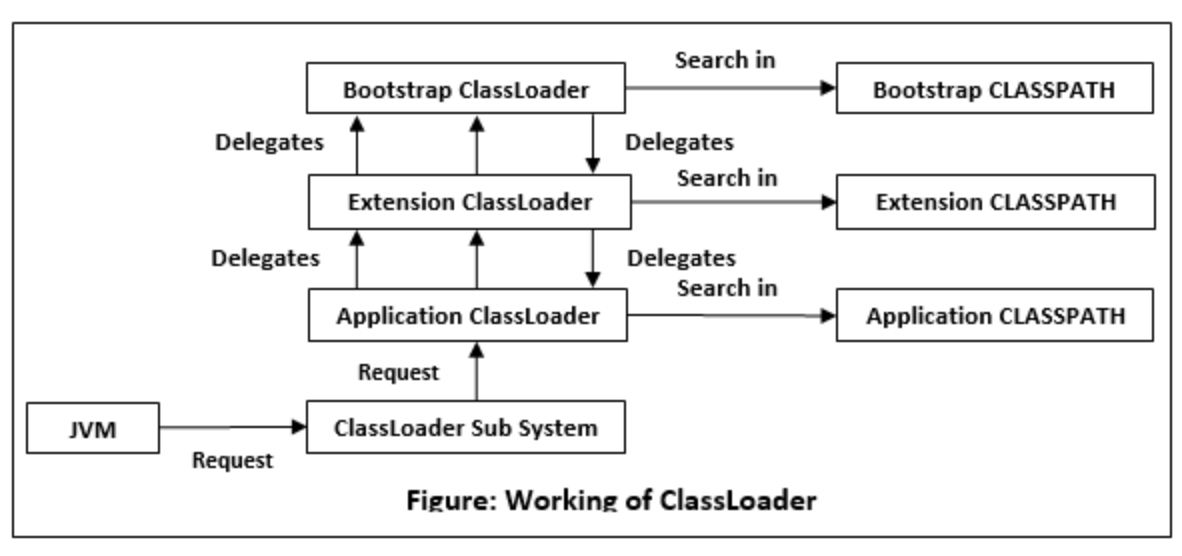 Search in
Bootstrap ClassLoader
Bootstrap CLASSPATH
Delegates
Delegates
Search in
Extension ClassLoader
Extension CLASSPATH
Delegates
Delegates
Search in
Application ClassLoader
Application CLASSPATH
Request
JVM
ClassLoader Sub System
Request
Figure: Working of ClassLoader